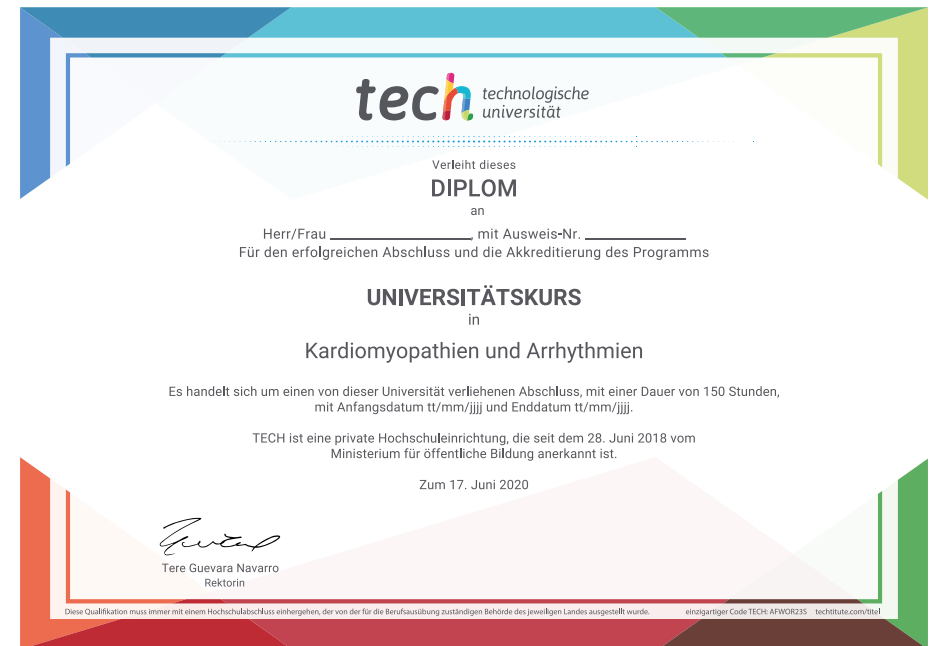 tech technologische
universität
Verleiht dieses
DIPLOM
an
Herr/Frau ____________, mit Ausweis-Nr. ____________
Für den erfolgreichen Abschluss und die Akkreditierung des Programms
UNIVERSITÄTSKURS
in
Kardiomyopathien und Arrhythmien
Es handelt sich um einen von dieser Universität verliehenen Abschluss, mit einer Dauer von 150 Stunden,
mit Anfangsdatum tt/mm/jjjj und Enddatum tt/mm/jjjj.
TECH ist eine private Hochschuleinrichtung, die seit dem 28. Juni 2018 vom
Ministerium für öffentliche Bildung anerkannt ist.
Zum 17. Juni 2020
Tere Guevara Navarro
Rektorin
Diese Qualifikation muss immer mit einem Hochschulabschluss einhergehen, der von der für die Berufsausübung zuständigen Behörde des jeweiligen Landes ausgestellt wurde. einzigartiger Code TECH: AFWOR23S techtitute.com/titel